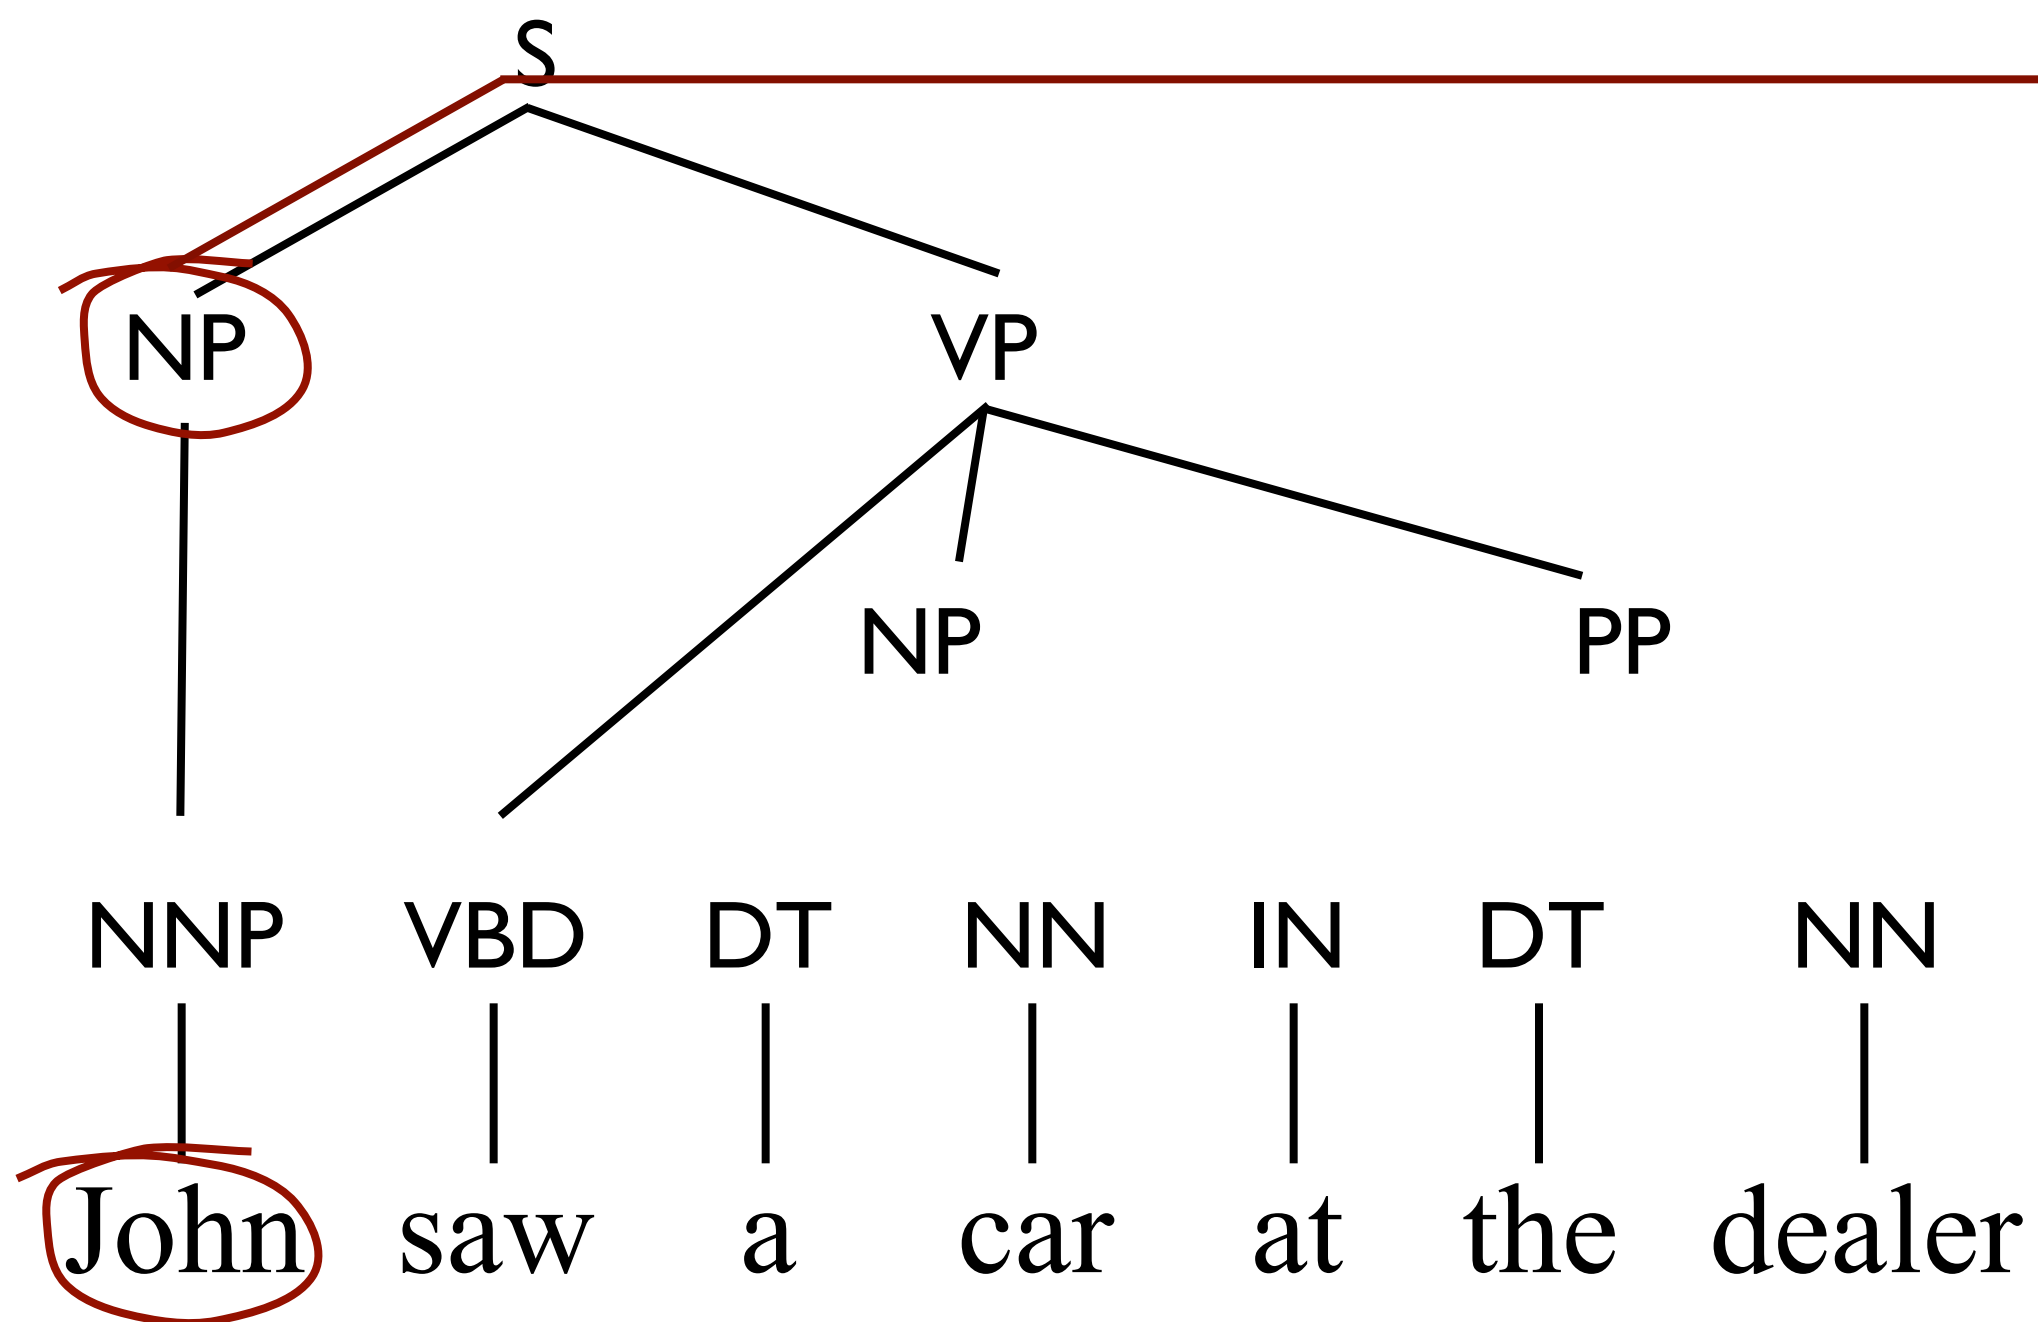 S
NP VP
NP PP
NNP VBD DT NN IN DT NN
John saw a car at the dealer